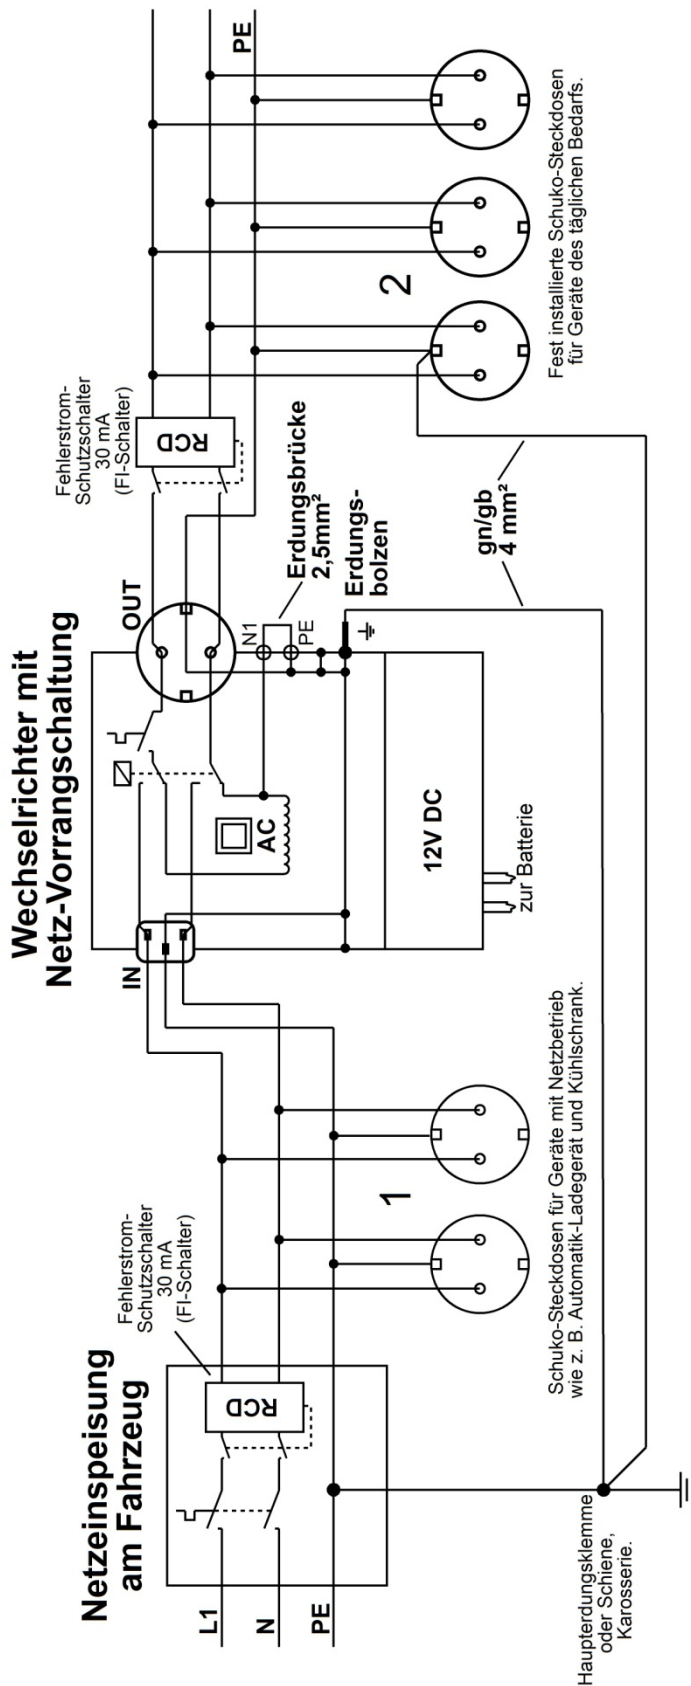 Netzeinspeisung
am Fahrzeug
L1
N
PE
RCD
Fehlerstrom-
Schutzschalter
30 mA
(FI-Schalter)
1
Schuko-Steckdosen für Geräte mit Netzbetrieb
wie z. B. Automatik-Ladegerät und Kühlschrank.
Haupterdungsklemme
oder Schiene,
Karosserie.
Wechselrichter mit
Netz-Vorrangschaltung
IN
OUT
AC
N1
PE
12V DC
zur Batterie
Erdungsbrücke
2,5mm²
Erdungs-
bolzen
Fehlerstrom-
Schutzschalter
30 mA
(FI-Schalter)
RCD
PE
2
gn/gb
4 mm²
Fest installierte Schuko-Steckdosen
für Geräte des täglichen Bedarfs.